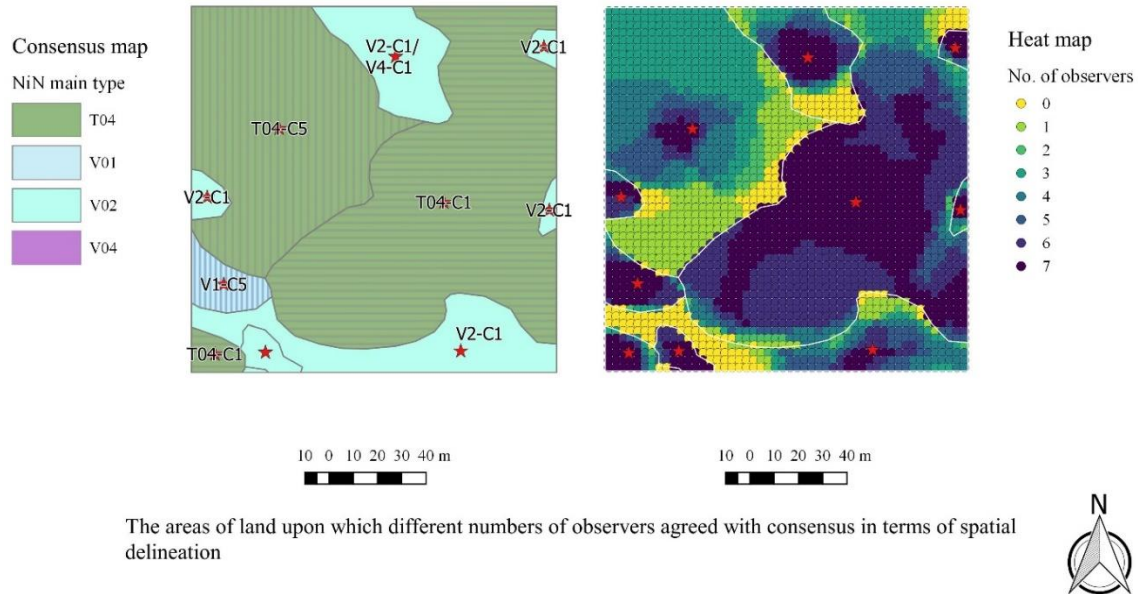 Consensus map
NiN main type
T04
V01
V02
V04
V2-C1/
V4-C1
V2-C1
T04-C5
V2-C1
T04-C1
V2-C1
V1-C5
V2-C1
T04-C1
Heat map
No. of observers
0
1
2
3
4
5
6
7
10 0 10 20 30 40 m
10 0 10 20 30 40 m
The areas of land upon which different numbers of observers agreed with consensus in terms of spatial
delineation
N